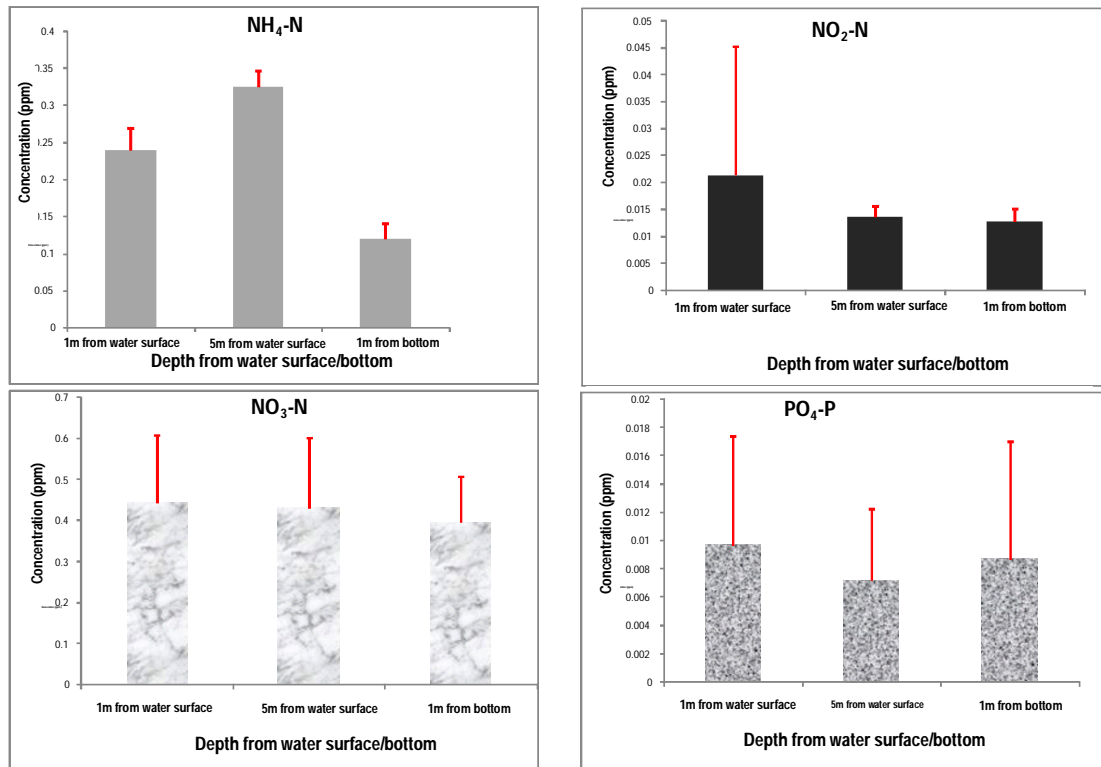 NH₄-N
Concentration (ppm)
0.4
0.35
0.3
0.25
0.2
0.15
0.1
0.05
0
1m from water surface 5m from water surface 1m from bottom
Depth from water surface/bottom
NO₂-N
Concentration (ppm)
0.05
0.045
0.04
0.035
0.03
0.025
0.02
0.015
0.01
0.005
0
1m from water surface 5m from water surface 1m from bottom
Depth from water surface/bottom
NO₃-N
Concentration (ppm)
0.7
0.6
0.5
0.4
0.3
0.2
0.1
0
1m from water surface 5m from water surface 1m from bottom
Depth from water surface/bottom
PO₄-P
Concentration (ppm)
0.02
0.018
0.016
0.014
0.012
0.01
0.008
0.006
0.004
0.002
0
1m from water surface 5m from water surface 1m from bottom
Depth from water surface/bottom